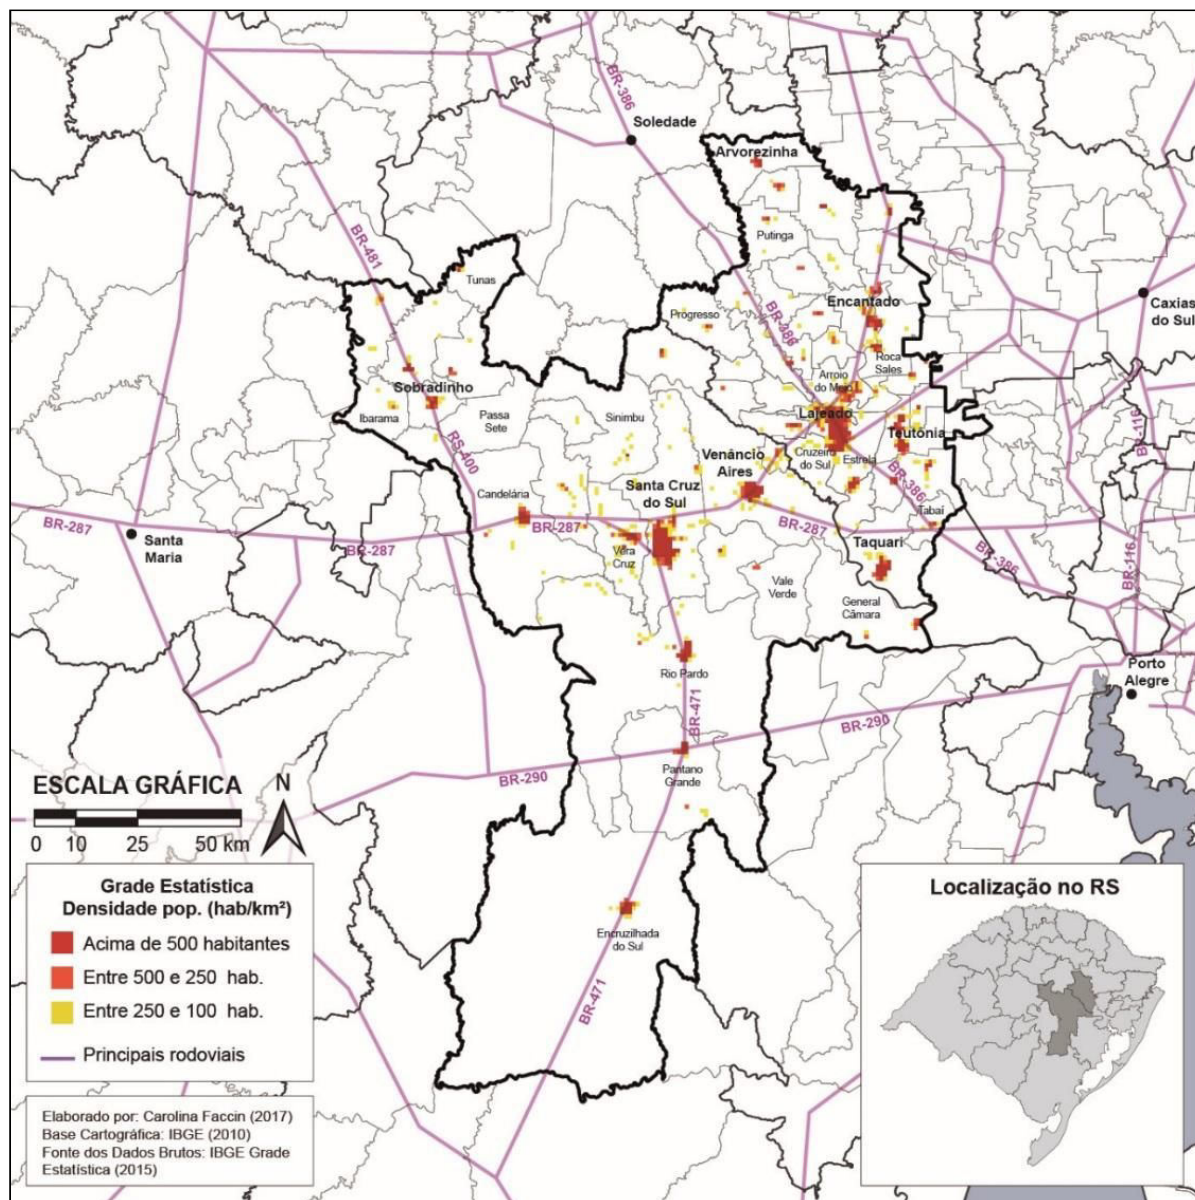 BR-386
Soledade
Arvorezinha
BR-481
Putinga
Tunas
Caxias
do Sul
Encantado
Progresso
BR-386
Roca
Sales
Arroio
do Meio
Sobradinho
Ibarama
Passa
Sete
Sinimbu
Lajeado
Teutônia
BR-116
RS-400
Venâncio
Aires
Cruzeiro
do Sul
Estrela
BR-386
Santa Cruz
do Sul
Candelária
Tabaí
BR-287
Santa
Maria
BR-287
BR-287
BR-287
Vera
Cruz
Taquari
BR-386
BR-116
Vale
Verde
General
Câmara
Rio Pardo
Porto
Alegre
BR-471
BR-290
BR-290
Pantano
Grande
Encruzilhada
do Sul
BR-471
ESCALA GRÁFICA
N
0 10 25 50 km
Grade Estatística
Densidade pop. (hab/km²)
Acima de 500 habitantes
Entre 500 e 250 hab.
Entre 250 e 100 hab.
Principais rodoviais
Elaborado por: Carolina Faccin (2017)
Base Cartográfica: IBGE (2010)
Fonte dos Dados Brutos: IBGE Grade
Estatística (2015)
Localização no RS